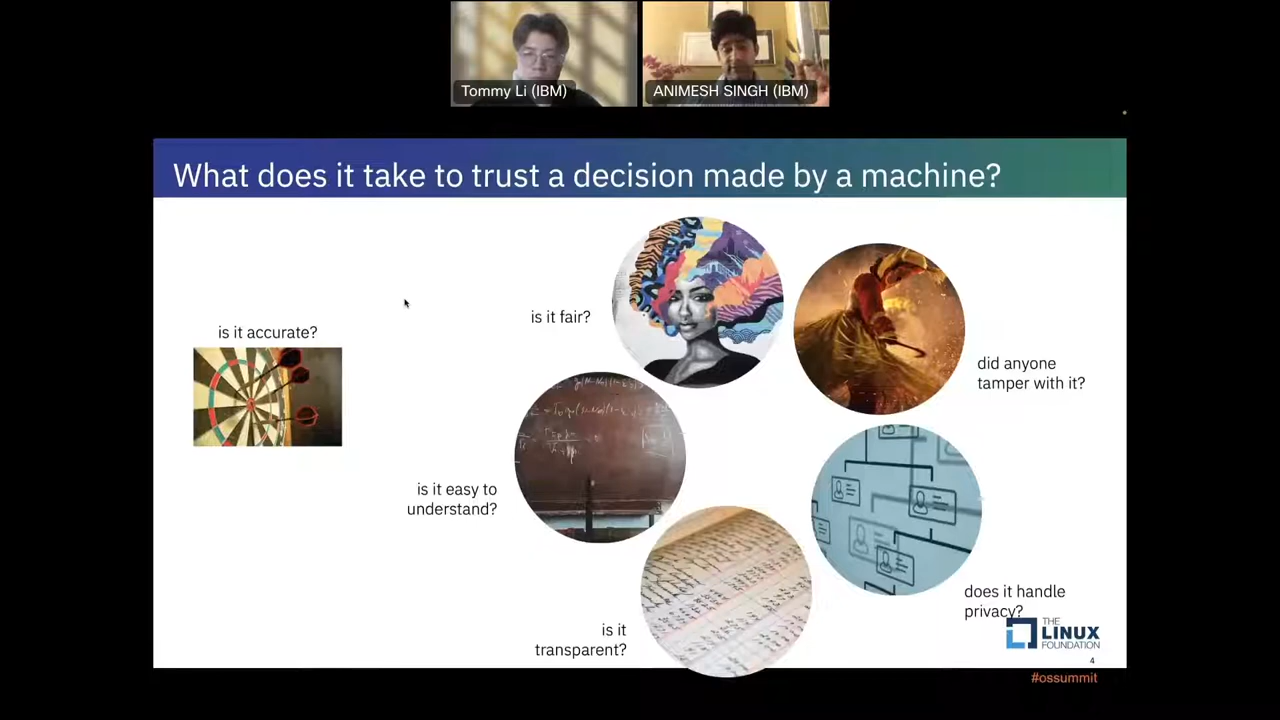 Tommy Li (IBM)
ANIMESH SINGH (IBM)
What does it take to trust a decision made by a machine?
is it accurate?
is it fair?
did anyone
tamper with it?
is it easy to
understand?
does it handle
privacy?
is it
transparent?
THE
LINUX
FOUNDATION
4
#ossummit